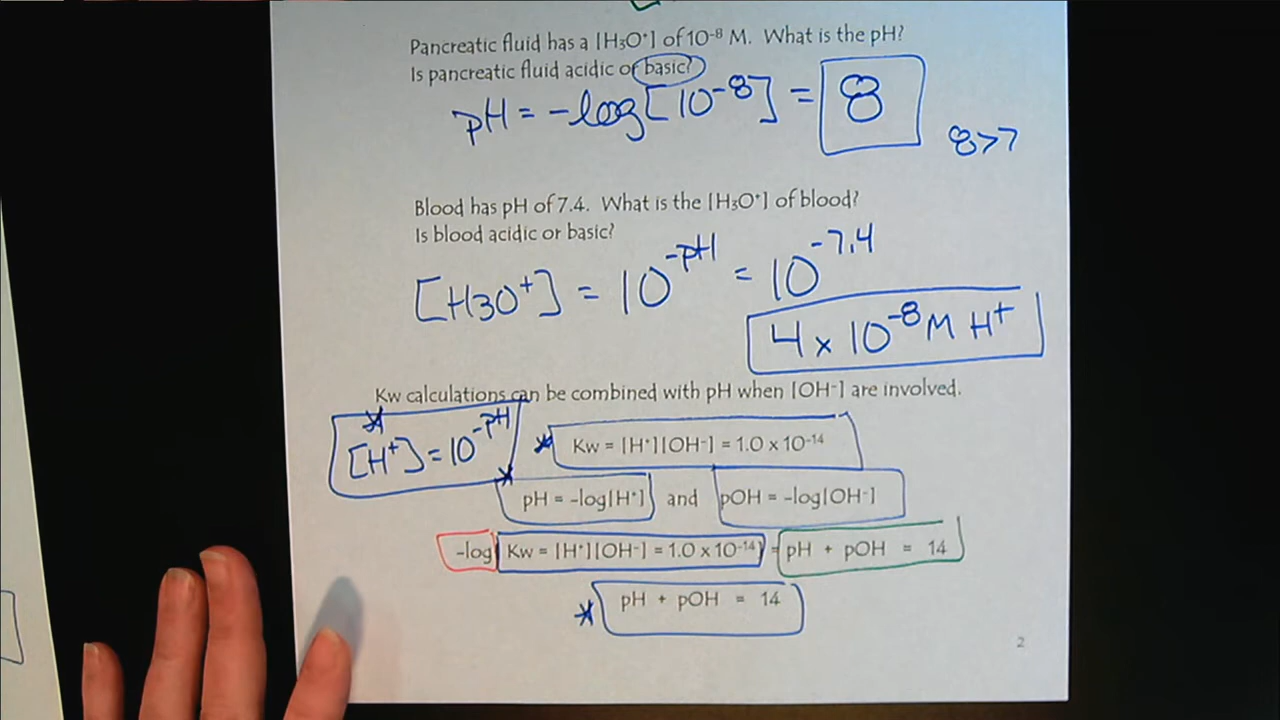 Pancreatic fluid has a [H₃O⁺] of 10⁻⁸ M. What is the pH?
Is pancreatic fluid acidic or basic?
pH = -log[10⁻⁸] = 8
8>7
Blood has pH of 7.4. What is the [H₃O⁺] of blood?
Is blood acidic or basic?
[H3O⁺] = 10^-pH = 10^-7.4
4 x 10⁻⁸ M H⁺
Kw calculations can be combined with pH when [OH⁻] are involved.
[H⁺] = 10^-pH
* Kw = [H⁺][OH⁻] = 1.0 x 10⁻¹⁴
* pH = -log[H⁺] and pOH = -log[OH⁻]
-log(Kw = [H⁺][OH⁻] = 1.0 x 10⁻¹⁴) = pH + pOH = 14
* pH + pOH = 14
2